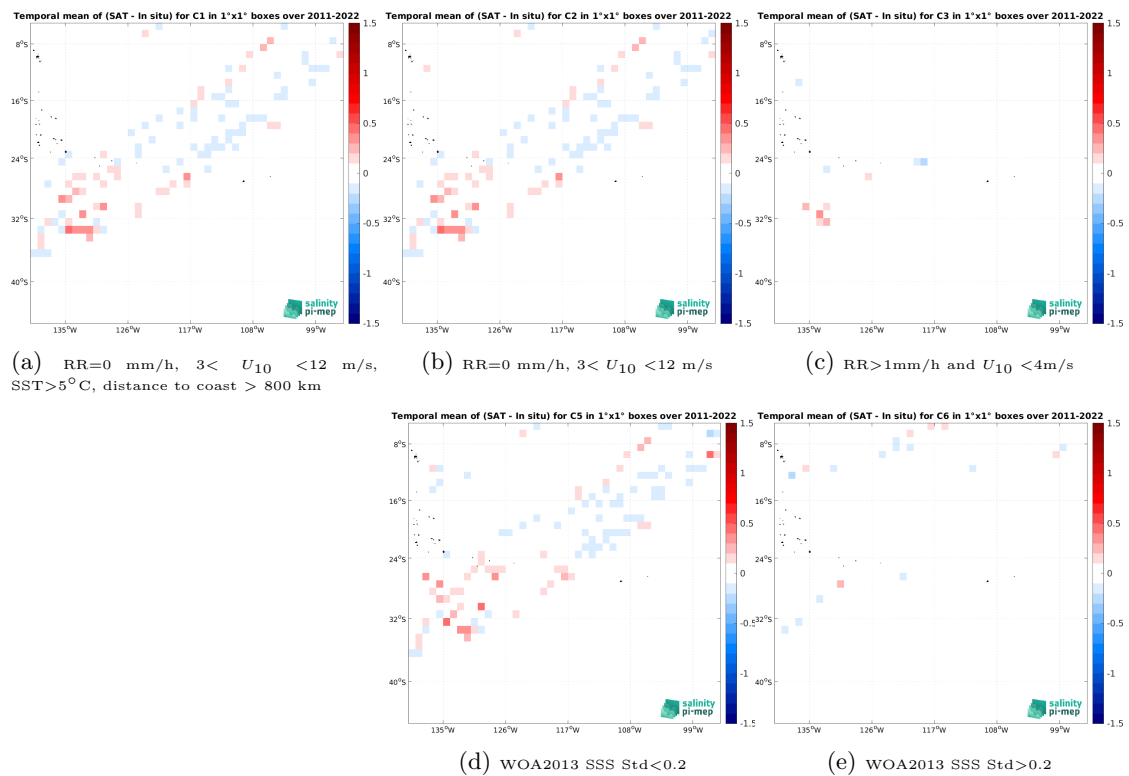 Temporal mean of (SAT - In situ) for C1 in 1°x1° boxes over 2011-2022
8°S
16°S
24°S
32°S
40°S
135°W
126°W
117°W
108°W
99°W
1.5
1
0.5
0
-0.5
-1
-1.5
salinity
pi-mep
(a) RR=0 mm/h, 3< U10 <12 m/s,
SST>5°C, distance to coast > 800 km
Temporal mean of (SAT - In situ) for C2 in 1°x1° boxes over 2011-2022
8°S
16°S
24°S
32°S
40°S
135°W
126°W
117°W
108°W
99°W
1.5
1
0.5
0
-0.5
-1
-1.5
salinity
pi-mep
(b) RR=0 mm/h, 3< U10 <12 m/s
Temporal mean of (SAT - In situ) for C3 in 1°x1° boxes over 2011-2022
8°S
16°S
24°S
32°S
40°S
135°W
126°W
117°W
108°W
99°W
1.5
1
0.5
0
-0.5
-1
-1.5
salinity
pi-mep
(c) RR>1mm/h and U10 <4m/s
Temporal mean of (SAT - In situ) for C5 in 1°x1° boxes over 2011-2022
8°S
16°S
24°S
32°S
40°S
135°W
126°W
117°W
108°W
99°W
1.5
1
0.5
0
-0.5
-1
-1.5
salinity
pi-mep
(d) WOA2013 SSS Std<0.2
Temporal mean of (SAT - In situ) for C6 in 1°x1° boxes over 2011-2022
8°S
16°S
24°S
32°S
40°S
135°W
126°W
117°W
108°W
99°W
1.5
1
0.5
0
-0.5
-1
-1.5
salinity
pi-mep
(e) WOA2013 SSS Std>0.2